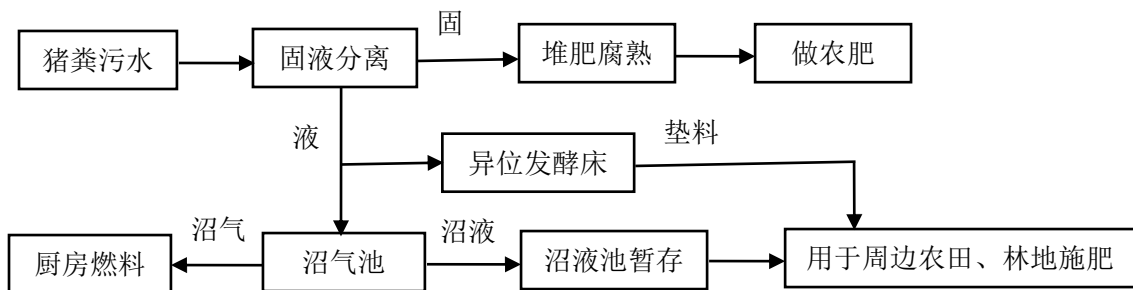 固
猪粪污水
固液分离
堆肥腐熟
做农肥
液
垫料
异位发酵床
沼气
沼液
厨房燃料
沼气池
沼液池暂存
用于周边农田、林地施肥